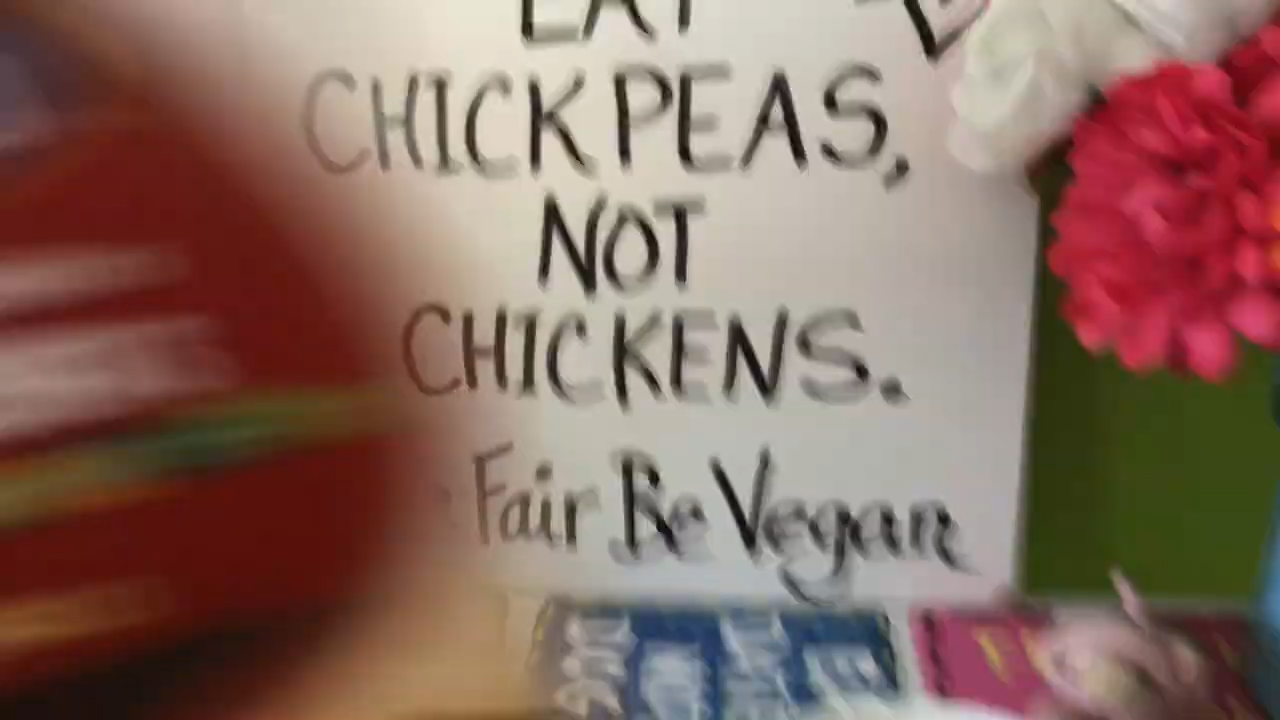 EAT
CHICKPEAS,
NOT
CHICKENS.
Fair Be Vegan